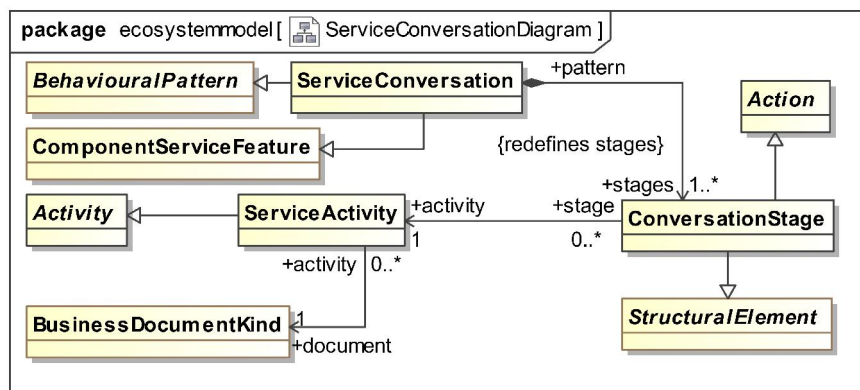 package ecosystemmodel[ ServiceConversationDiagram ]
BehaviouralPattern
ServiceConversation
+pattern
Action
ComponentServiceFeature
{redefines stages}
+stages 1..*
Activity
ServiceActivity
+activity
1
+stage
0..*
ConversationStage
+activity 0..*
BusinessDocumentKind
1
+document
StructuralElement